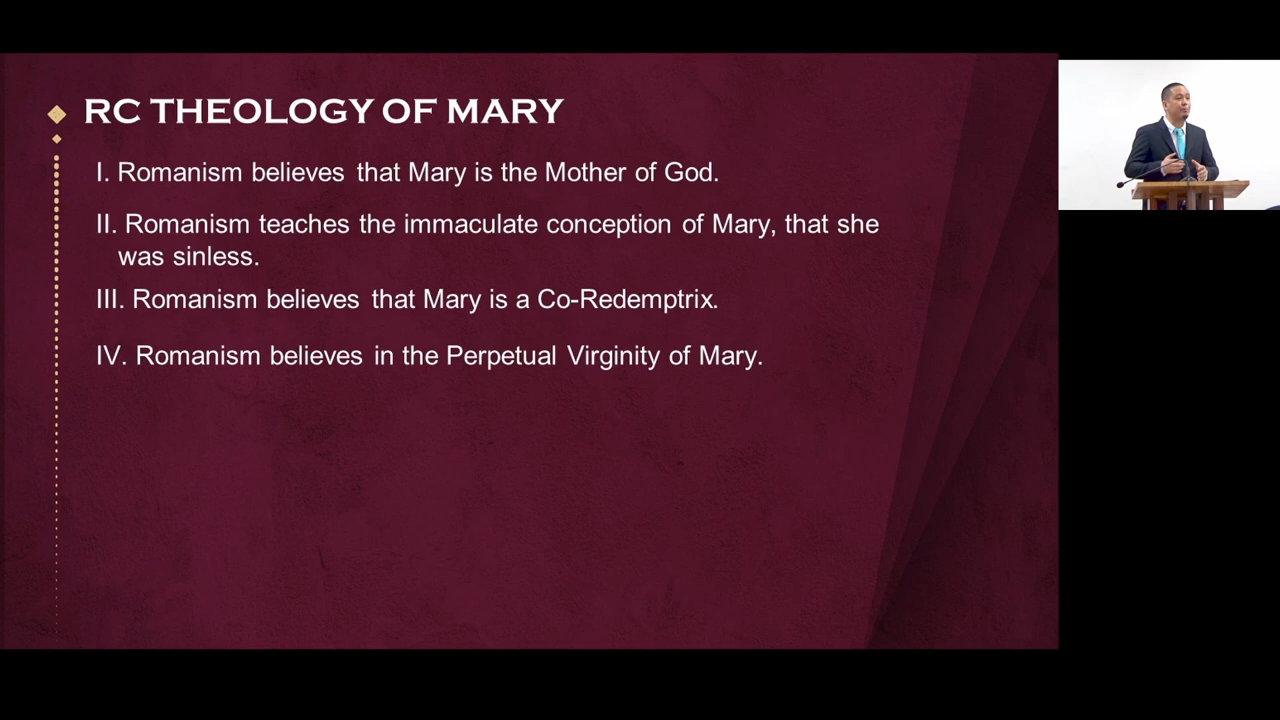 RC THEOLOGY OF MARY
I. Romanism believes that Mary is the Mother of God.
II. Romanism teaches the immaculate conception of Mary, that she
was sinless.
III. Romanism believes that Mary is a Co-Redemptrix.
IV. Romanism believes in the Perpetual Virginity of Mary.